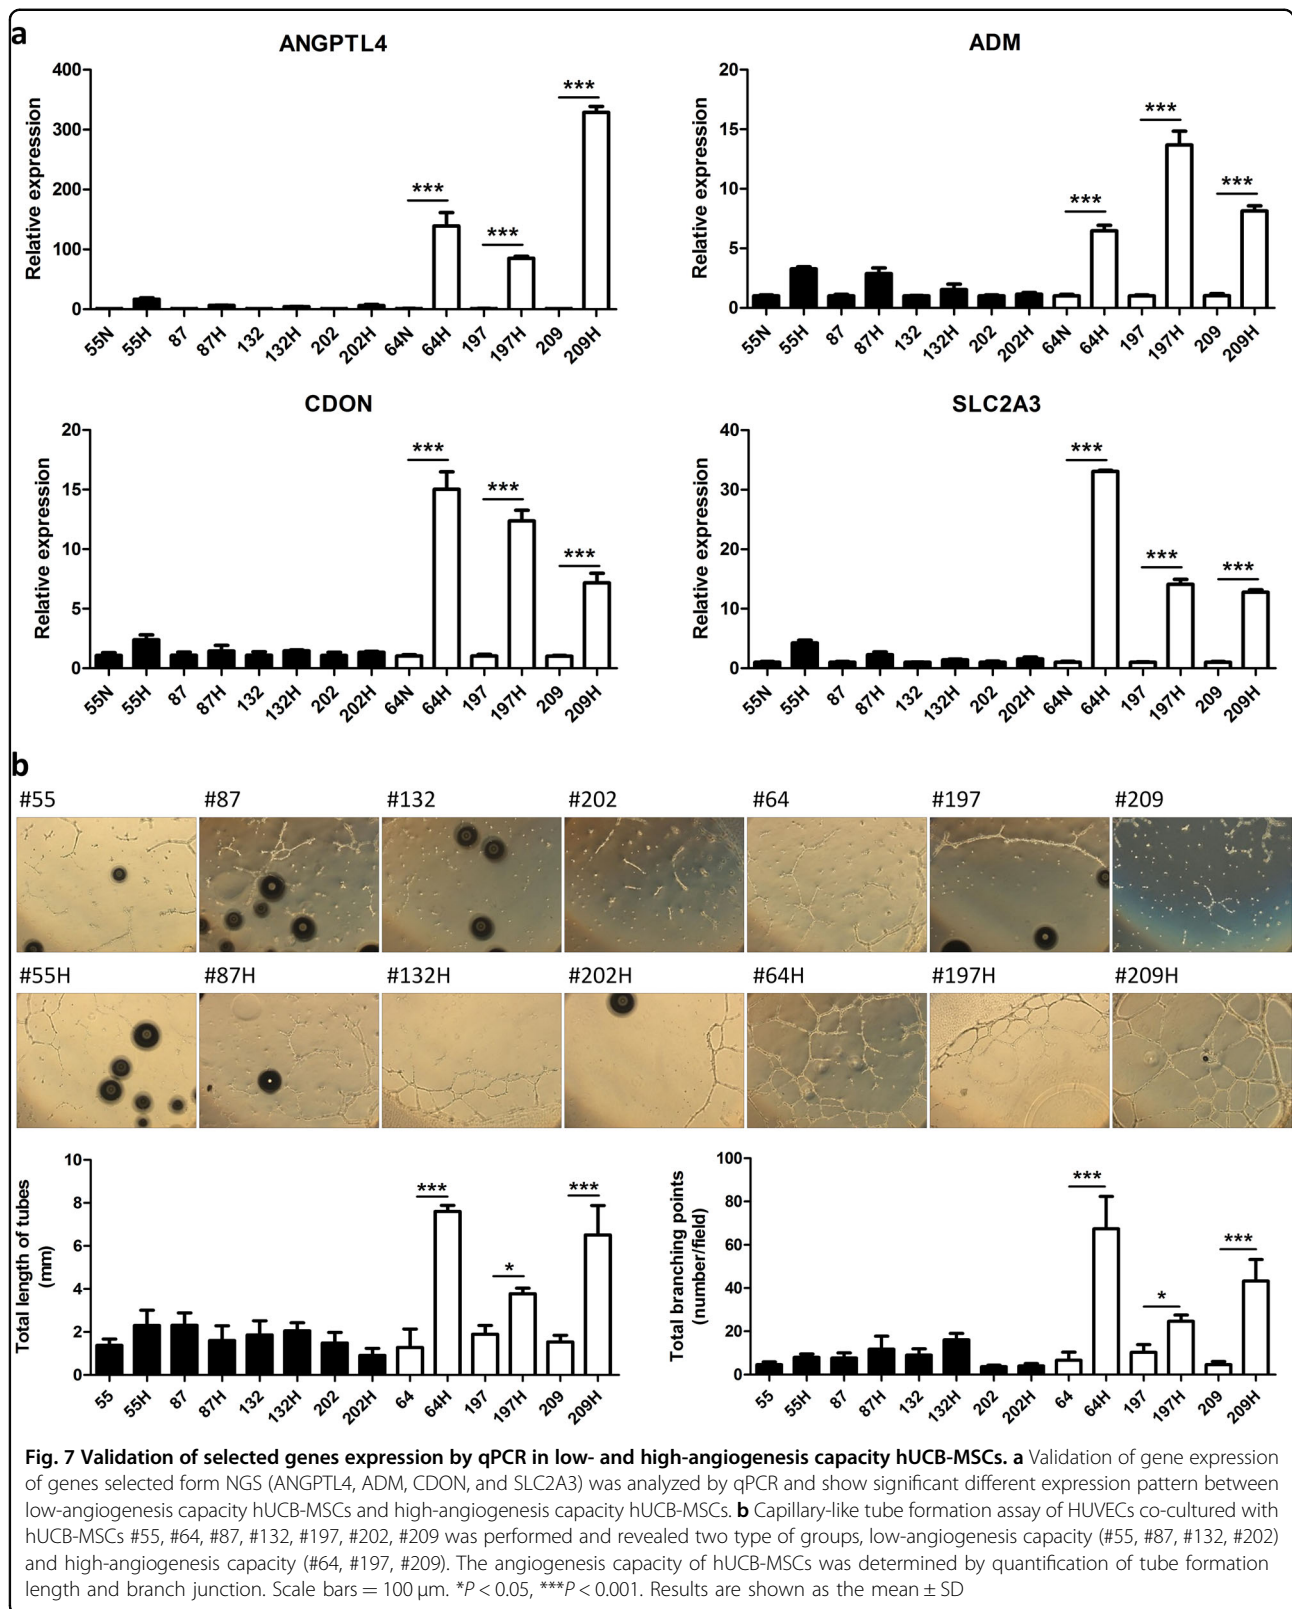 a
ANGPTL4
Relative expression
400
300
200
100
0
***
***
***
55N 55H 87 87H 132 132H 202 202H 64N 64H 197 197H 209 209H
ADM
Relative expression
20
15
10
5
0
***
***
***
55N 55H 87 87H 132 132H 202 202H 64N 64H 197 197H 209 209H
CDON
Relative expression
20
15
10
5
0
***
***
***
55N 55H 87 87H 132 132H 202 202H 64N 64H 197 197H 209 209H
SLC2A3
Relative expression
40
30
20
10
0
***
***
***
55N 55H 87 87H 132 132H 202 202H 64N 64H 197 197H 209 209H
b
#55 #87 #132 #202 #64 #197 #209
#55H #87H #132H #202H #64H #197H #209H
Total length of tubes
(mm)
10
8
6
4
2
0
***
*
***
55 55H 87 87H 132 132H 202 202H 64 64H 197 197H 209 209H
Total branching points
(number/field)
100
80
60
40
20
0
***
*
***
55 55H 87 87H 132 132H 202 202H 64 64H 197 197H 209 209H
Fig. 7 Validation of selected genes expression by qPCR in low- and high-angiogenesis capacity hUCB-MSCs. a Validation of gene expression
of genes selected form NGS (ANGPTL4, ADM, CDON, and SLC2A3) was analyzed by qPCR and show significant different expression pattern between
low-angiogenesis capacity hUCB-MSCs and high-angiogenesis capacity hUCB-MSCs. b Capillary-like tube formation assay of HUVECs co-cultured with
hUCB-MSCs #55, #64, #87, #132, #197, #202, #209 was performed and revealed two type of groups, low-angiogenesis capacity (#55, #87, #132, #202)
and high-angiogenesis capacity (#64, #197, #209). The angiogenesis capacity of hUCB-MSCs was determined by quantification of tube formation
length and branch junction. Scale bars = 100 μm. *P < 0.05, ***P < 0.001. Results are shown as the mean ± SD